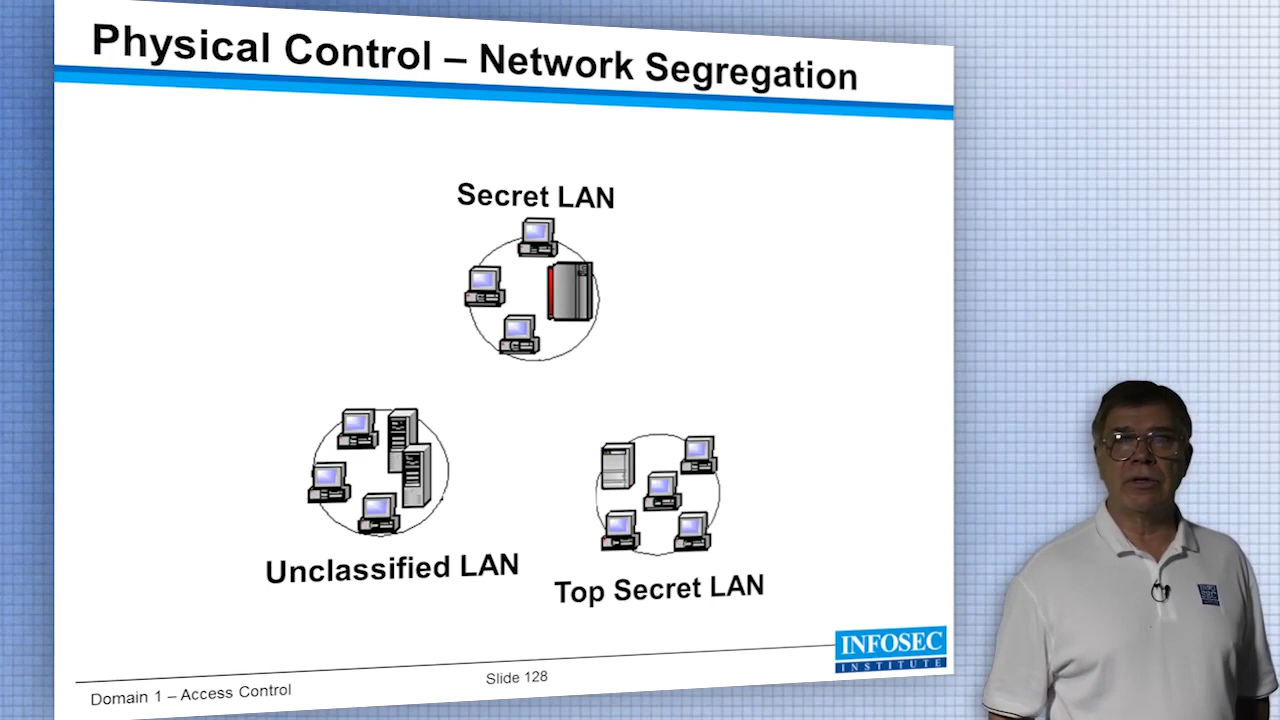 Physical Control – Network Segregation
Secret LAN
Unclassified LAN
Top Secret LAN
INFOSEC
INSTITUTE
Domain 1 – Access Control
Slide 128